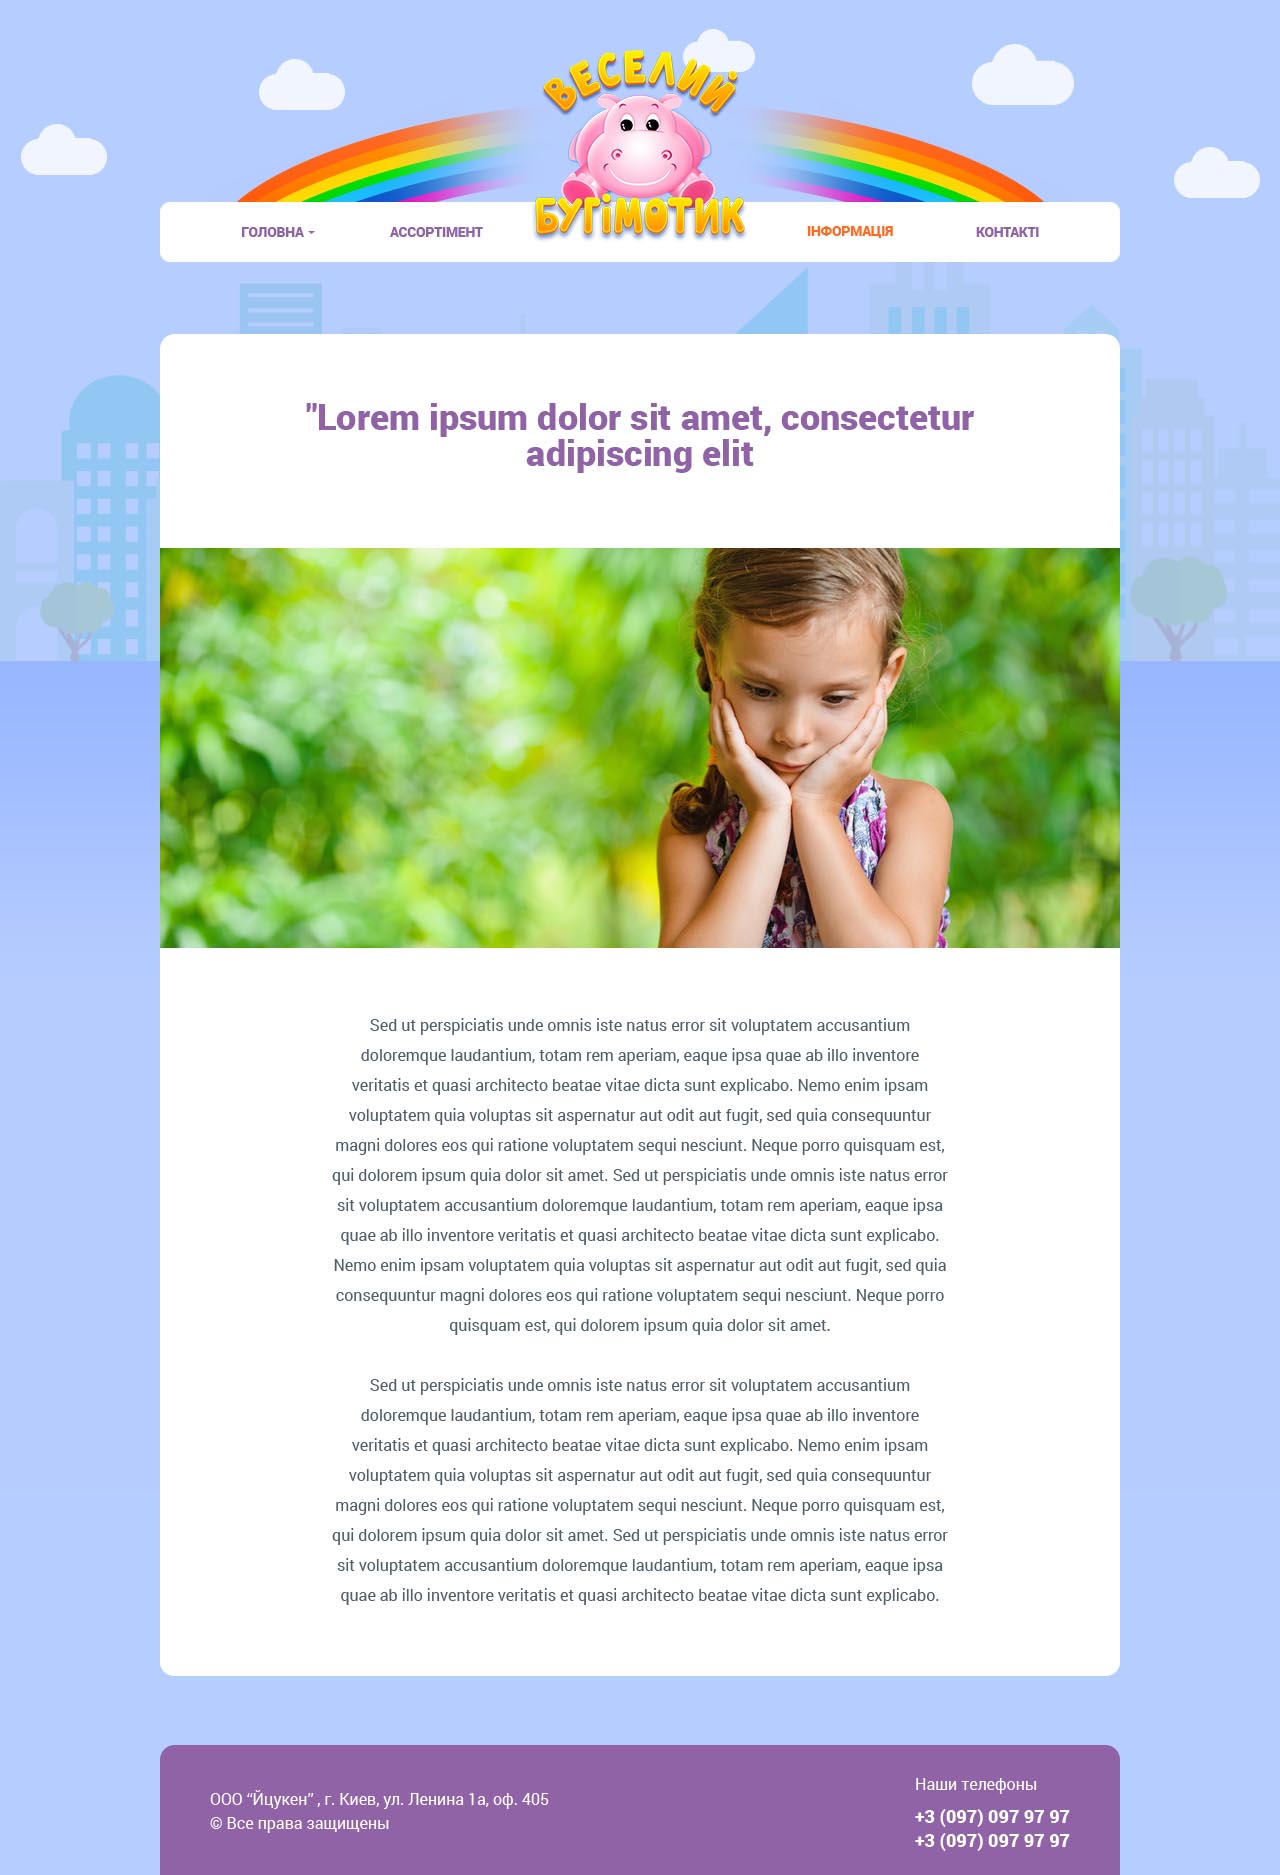 ВЕСЕЛИЙ
БУГІМОТИК
ГОЛОВНА
АССОРТІМЕНТ
ІНФОРМАЦІЯ
КОНТАКТІ
"Lorem ipsum dolor sit amet, consectetur
adipiscing elit
Sed ut perspiciatis unde omnis iste natus error sit voluptatem accusantium
doloremque laudantium, totam rem aperiam, eaque ipsa quae ab illo inventore
veritatis et quasi architecto beatae vitae dicta sunt explicabo. Nemo enim ipsam
voluptatem quia voluptas sit aspernatur aut odit aut fugit, sed quia consequuntur
magni dolores eos qui ratione voluptatem sequi nesciunt. Neque porro quisquam est,
qui dolorem ipsum quia dolor sit amet. Sed ut perspiciatis unde omnis iste natus error
sit voluptatem accusantium doloremque laudantium, totam rem aperiam, eaque ipsa
quae ab illo inventore veritatis et quasi architecto beatae vitae dicta sunt explicabo.
Nemo enim ipsam voluptatem quia voluptas sit aspernatur aut odit aut fugit, sed quia
consequuntur magni dolores eos qui ratione voluptatem sequi nesciunt. Neque porro
quisquam est, qui dolorem ipsum quia dolor sit amet.
Sed ut perspiciatis unde omnis iste natus error sit voluptatem accusantium
doloremque laudantium, totam rem aperiam, eaque ipsa quae ab illo inventore
veritatis et quasi architecto beatae vitae dicta sunt explicabo. Nemo enim ipsam
voluptatem quia voluptas sit aspernatur aut odit aut fugit, sed quia consequuntur
magni dolores eos qui ratione voluptatem sequi nesciunt. Neque porro quisquam est,
qui dolorem ipsum quia dolor sit amet. Sed ut perspiciatis unde omnis iste natus error
sit voluptatem accusantium doloremque laudantium, totam rem aperiam, eaque ipsa
quae ab illo inventore veritatis et quasi architecto beatae vitae dicta sunt explicabo.
ООО “Йцукен” , г. Киев, ул. Ленина 1а, оф. 405
© Все права защищены
Наши телефоны
+3 (097) 097 97 97
+3 (097) 097 97 97